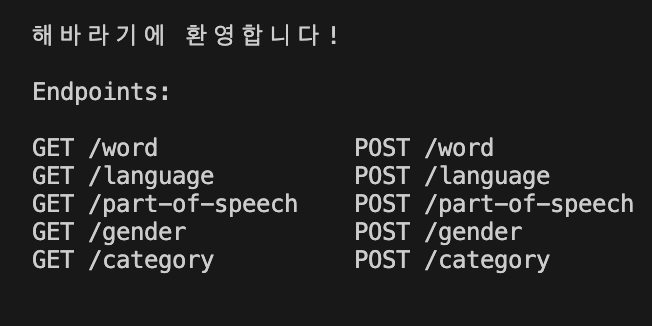 해바라기에 환영합니다!
Endpoints:
GET /word POST /word
GET /language POST /language
GET /part-of-speech POST /part-of-speech
GET /gender POST /gender
GET /category POST /category